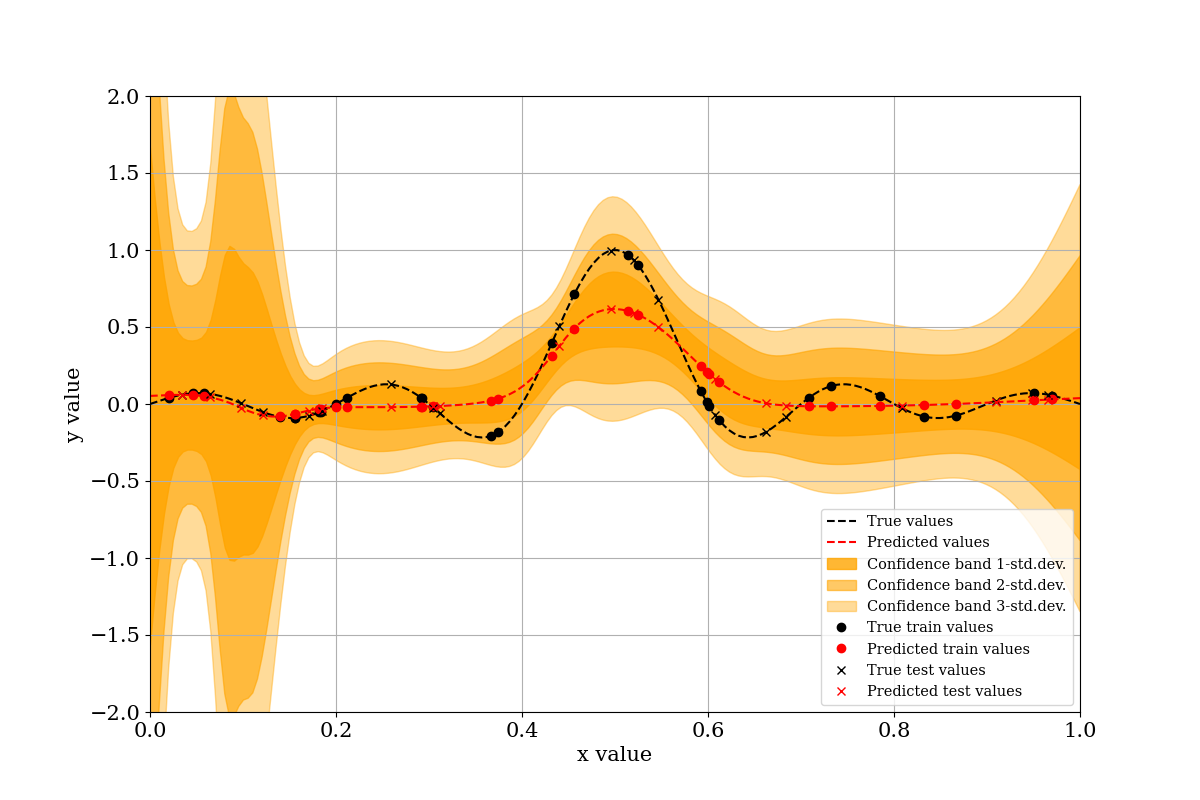 2.0
1.5
1.0
0.5
0.0
−0.5
−1.0
−1.5
−2.0
y value
0.0 0.2 0.4 0.6 0.8 1.0
x value
True values
Predicted values
Confidence band 1-std.dev.
Confidence band 2-std.dev.
Confidence band 3-std.dev.
True train values
Predicted train values
True test values
Predicted test values